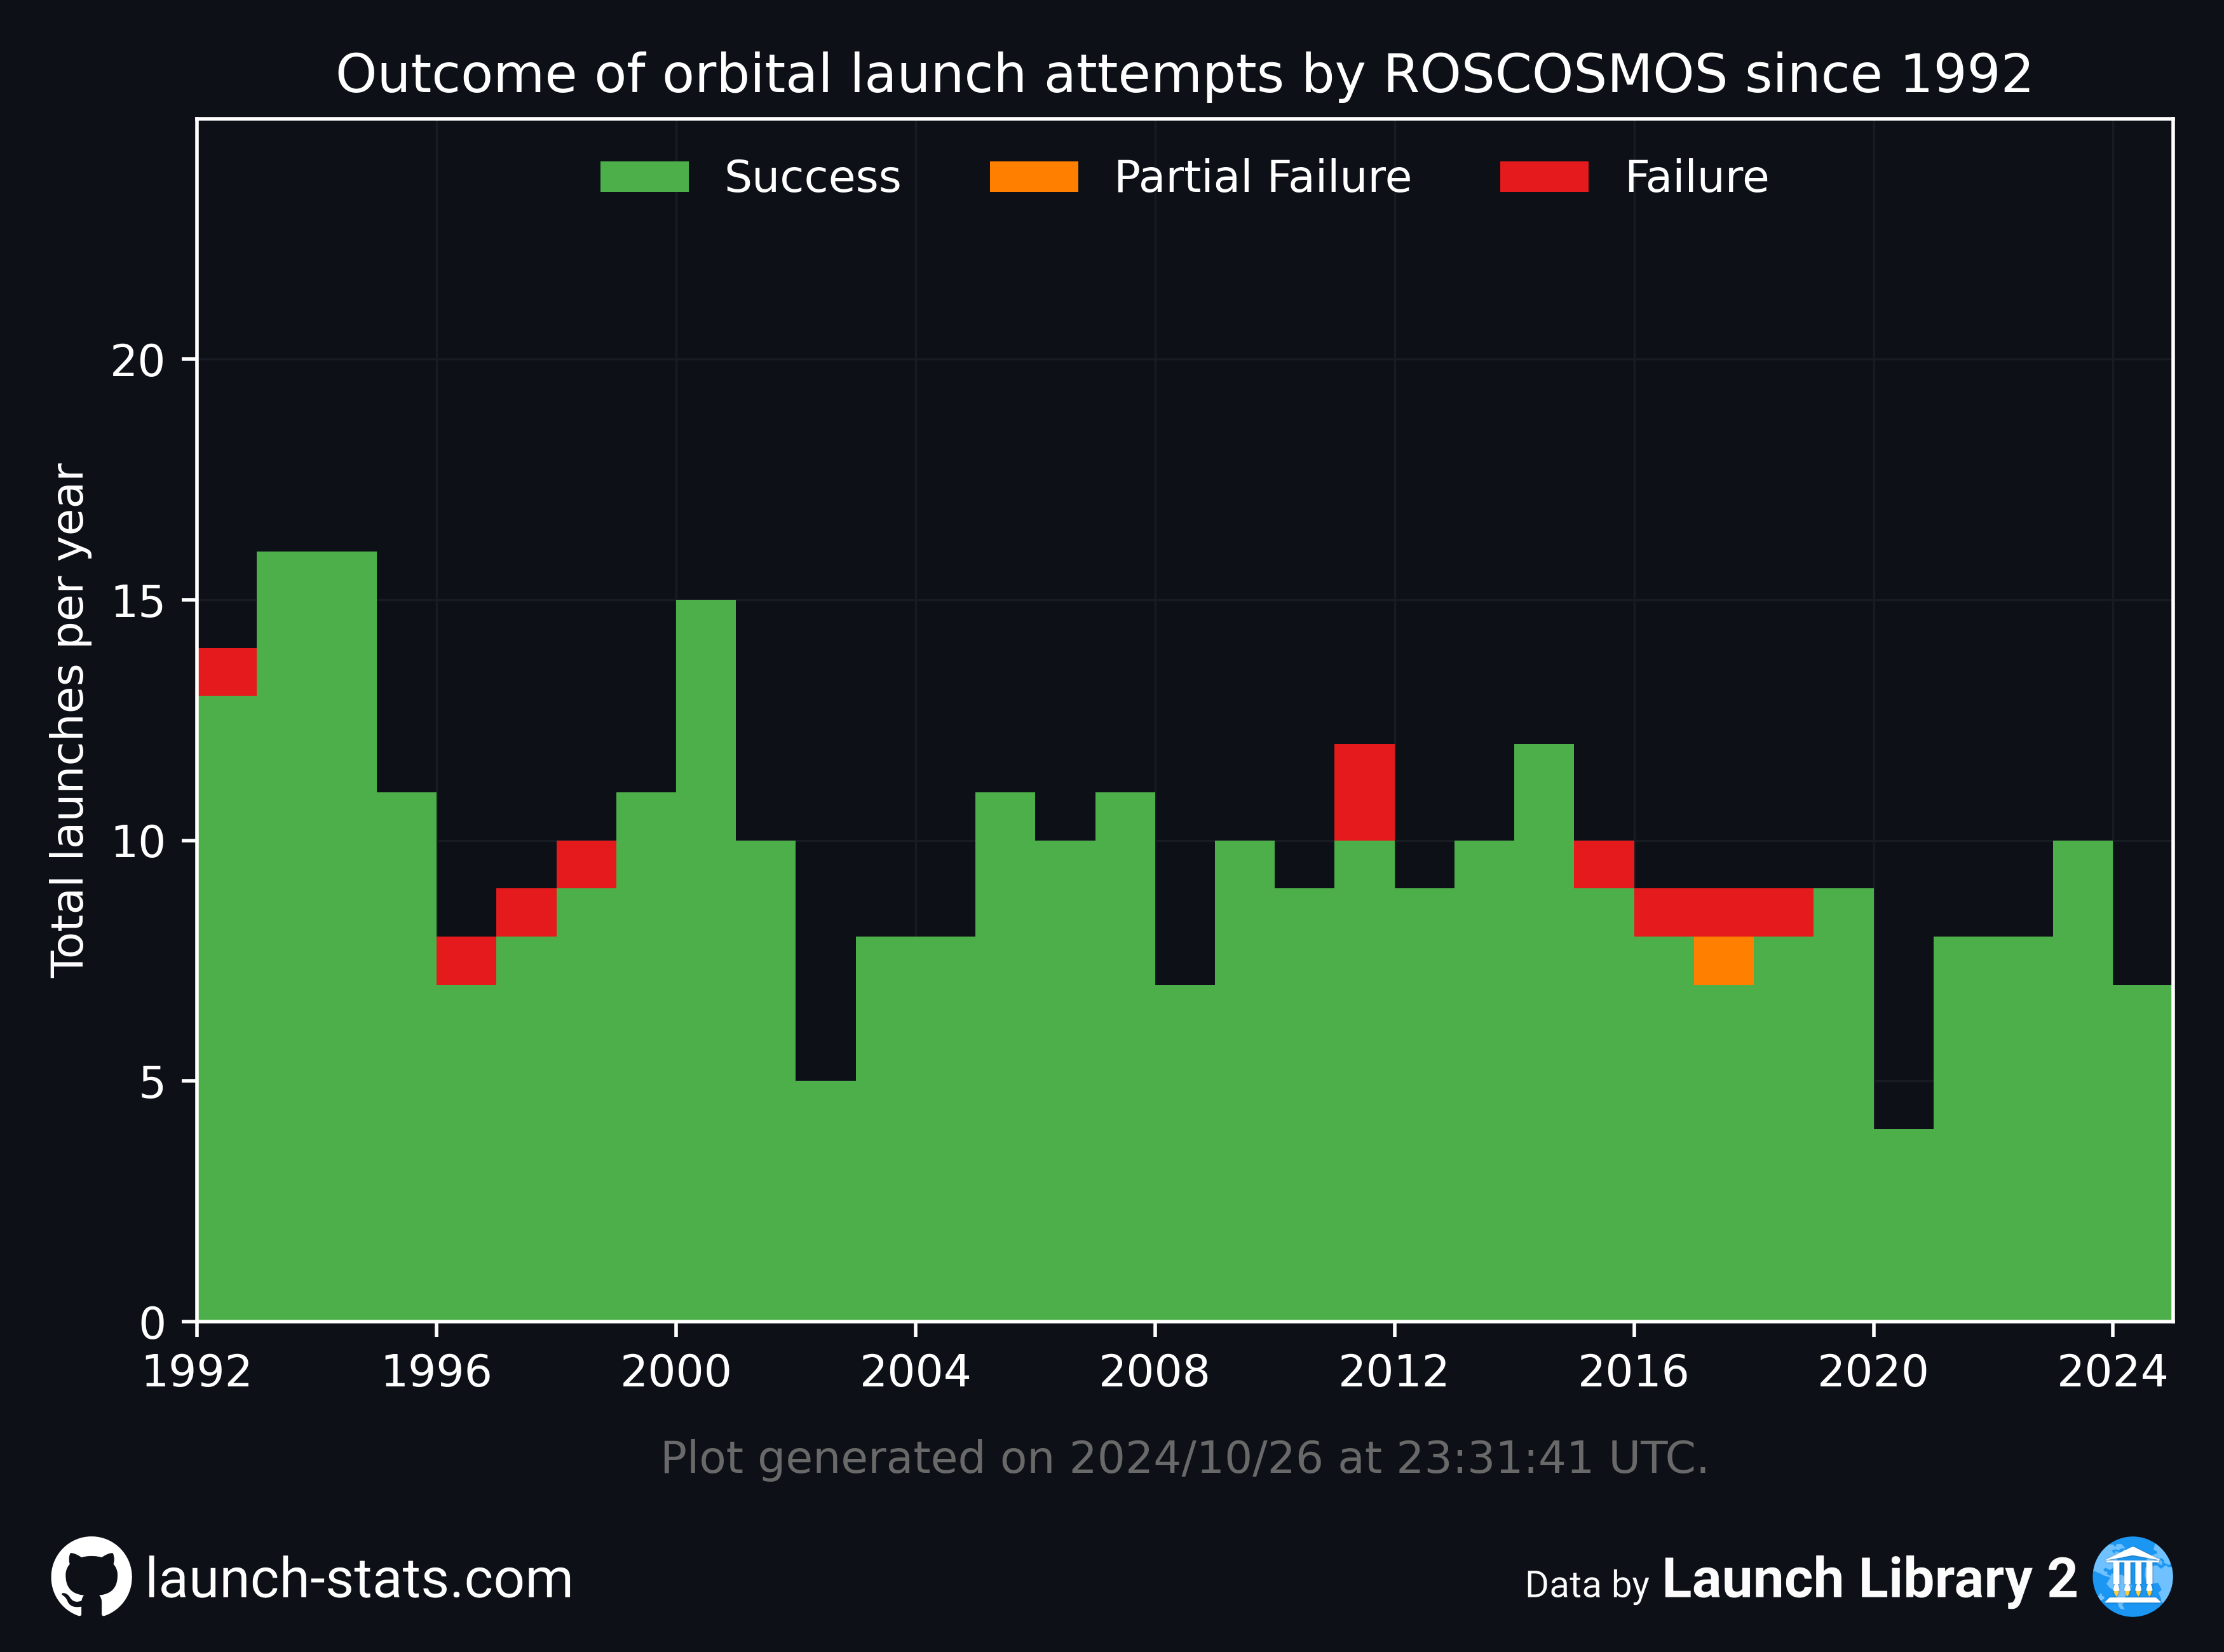 Outcome of orbital launch attempts by ROSCOSMOS since 1992
Success
Partial Failure
Failure
Total launches per year
20
15
10
5
0
1992 1996 2000 2004 2008 2012 2016 2020 2024
Plot generated on 2024/10/26 at 23:31:41 UTC.
launch-stats.com
Data by Launch Library 2